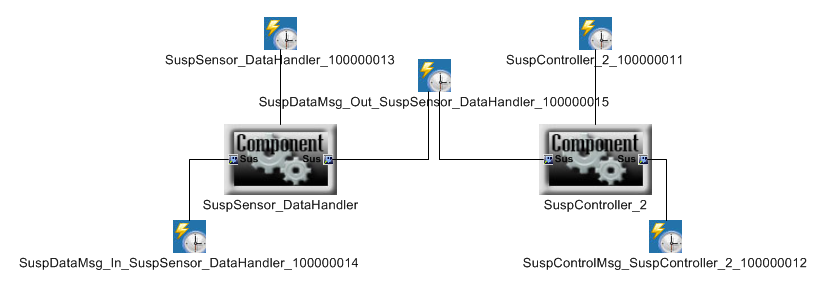 SuspSensor_DataHandler_100000013
SuspController_2_100000011
SuspDataMsg_Out_SuspSensor_DataHandler_100000015
Component
Component
Sus
Sus
Sus
Sus
SuspSensor_DataHandler
SuspController_2
SuspDataMsg_In_SuspSensor_DataHandler_100000014
SuspControlMsg_SuspController_2_100000012